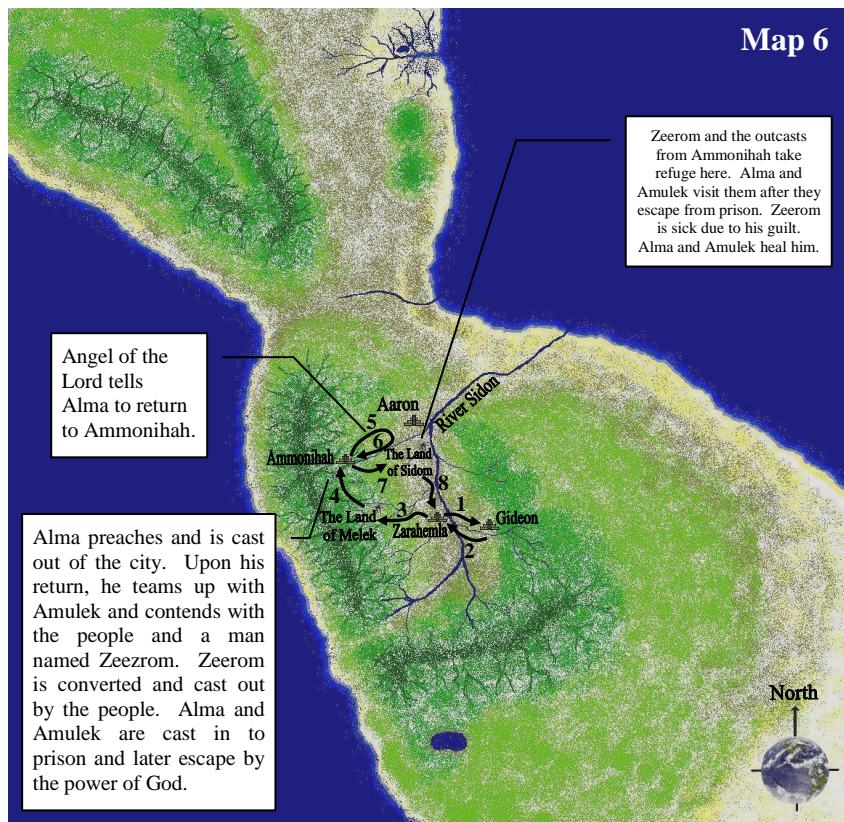 Map 6
Zeerom and the outcasts
from Ammonihah take
refuge here. Alma and
Amulek visit them after they
escape from prison. Zeerom
is sick due to his guilt.
Alma and Amulek heal him.
Angel of the
Lord tells
Alma to return
to Ammonihah.
Aaron
River Sidon
5
6
Ammonihah
The Land
of Sidom
7
8
4
The Land
of Melek
3
Zarahemla
1
Gideon
2
Alma preaches and is cast
out of the city. Upon his
return, he teams up with
Amulek and contends with
the people and a man
named Zeezrom. Zeerom
is converted and cast out
by the people. Alma and
Amulek are cast in to
prison and later escape by
the power of God.
North